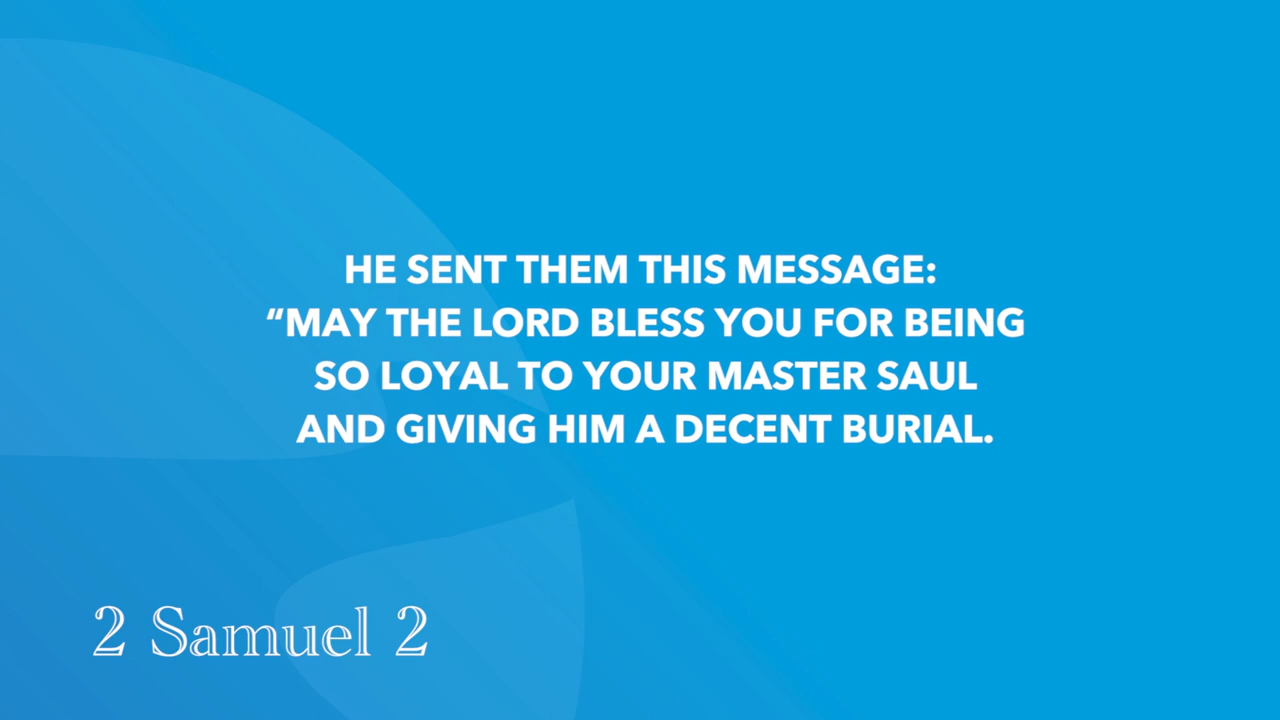 HE SENT THEM THIS MESSAGE:
“MAY THE LORD BLESS YOU FOR BEING
SO LOYAL TO YOUR MASTER SAUL
AND GIVING HIM A DECENT BURIAL.
2 Samuel 2